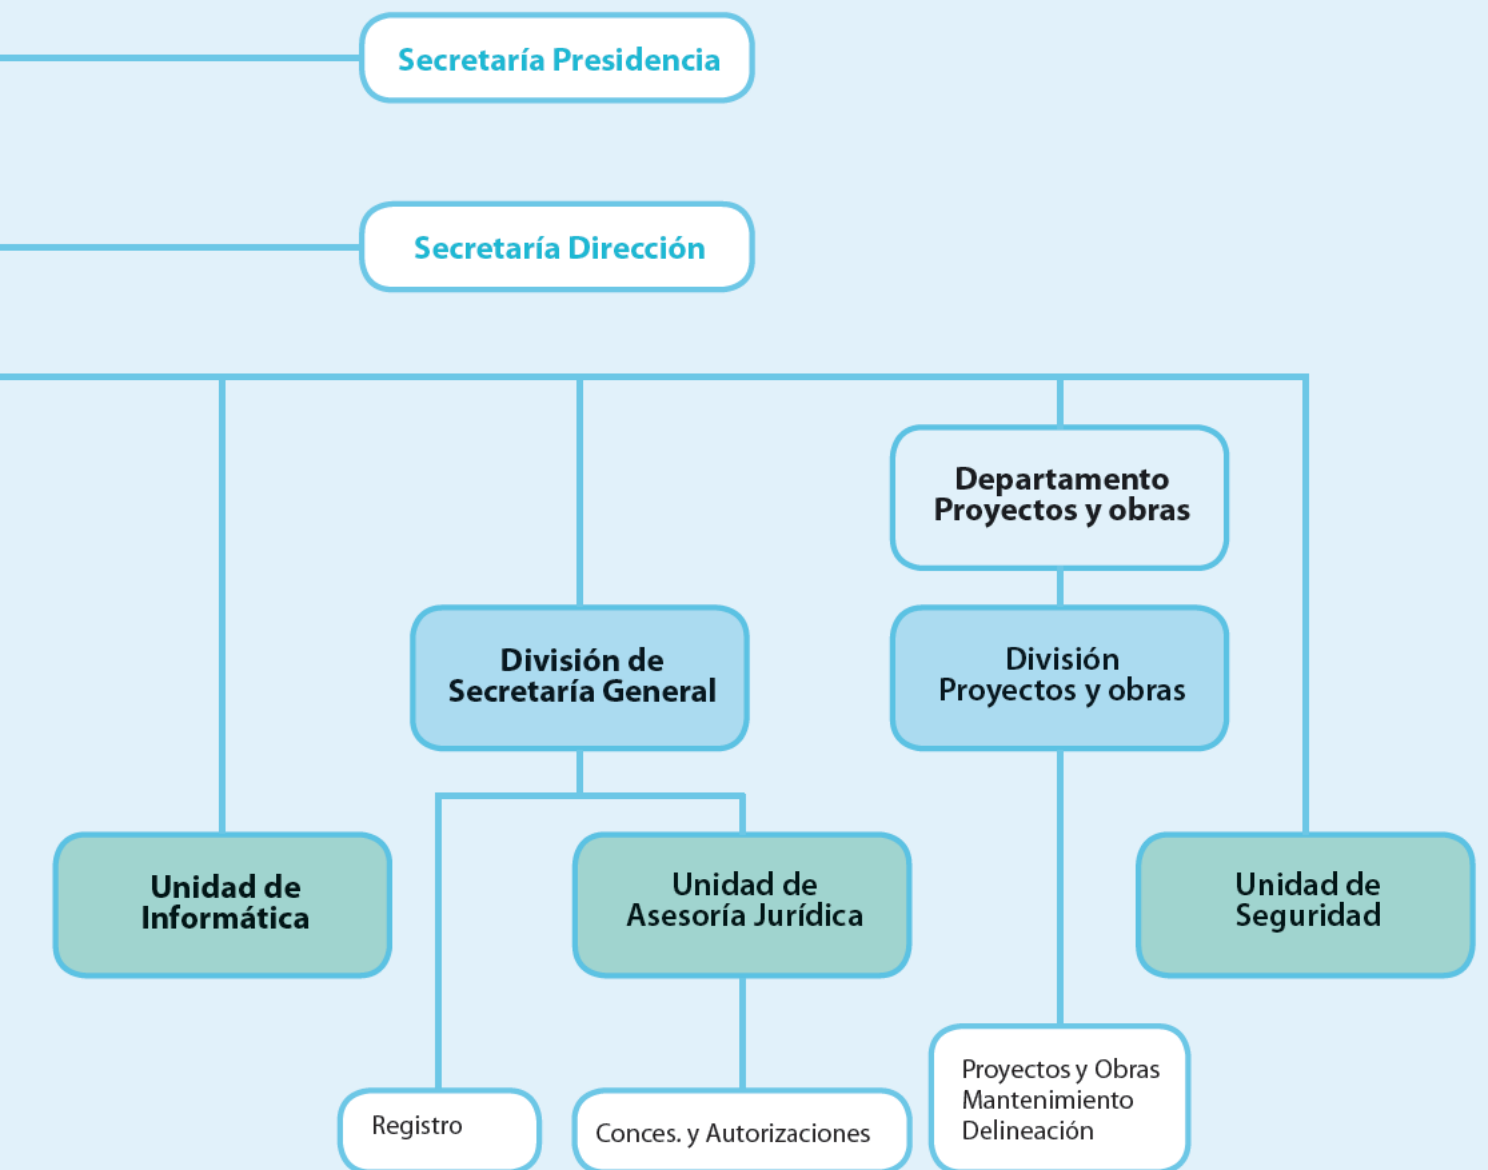 Secretaría Presidencia
Secretaría Dirección
Departamento
Proyectos y obras
División de
Secretaría General
División
Proyectos y obras
Unidad de
Informática
Unidad de
Asesoría Jurídica
Unidad de
Seguridad
Registro
Conces. y Autorizaciones
Proyectos y Obras
Mantenimiento
Delineación